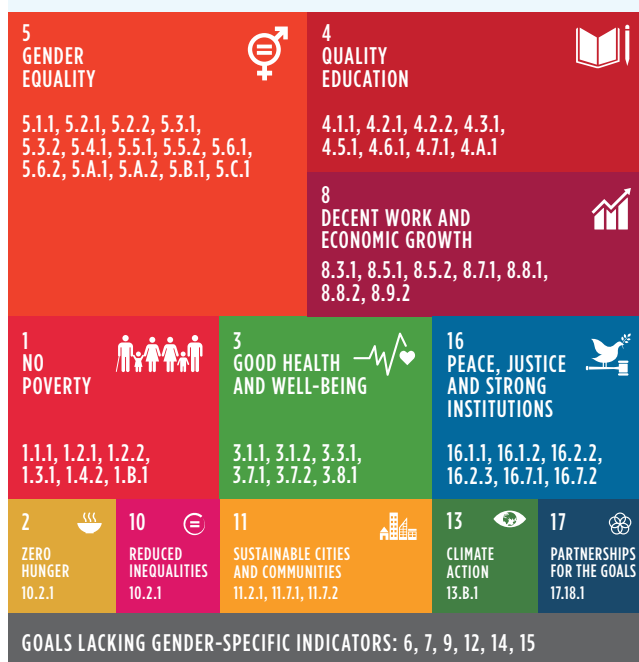 5
GENDER
EQUALITY
5.1.1, 5.2.1, 5.2.2, 5.3.1,
5.3.2, 5.4.1, 5.5.1, 5.5.2, 5.6.1,
5.6.2, 5.A.1, 5.A.2, 5.B.1, 5.C.1
4
QUALITY
EDUCATION
4.1.1, 4.2.1, 4.2.2, 4.3.1,
4.5.1, 4.6.1, 4.7.1, 4.A.1
8
DECENT WORK AND
ECONOMIC GROWTH
8.3.1, 8.5.1, 8.5.2, 8.7.1, 8.8.1,
8.8.2, 8.9.2
1
NO
POVERTY
1.1.1, 1.2.1, 1.2.2,
1.3.1, 1.4.2, 1.B.1
3
GOOD HEALTH
AND WELL-BEING
3.1.1, 3.1.2, 3.3.1,
3.7.1, 3.7.2, 3.8.1
16
PEACE, JUSTICE
AND STRONG
INSTITUTIONS
16.1.1, 16.1.2, 16.2.2,
16.2.3, 16.7.1, 16.7.2
2
ZERO
HUNGER
10.2.1
10
REDUCED
INEQUALITIES
10.2.1
11
SUSTAINABLE CITIES
AND COMMUNITIES
11.2.1, 11.7.1, 11.7.2
13
CLIMATE
ACTION
13.B.1
17
PARTNERSHIPS
FOR THE GOALS
17.18.1
GOALS LACKING GENDER-SPECIFIC INDICATORS: 6, 7, 9, 12, 14, 15